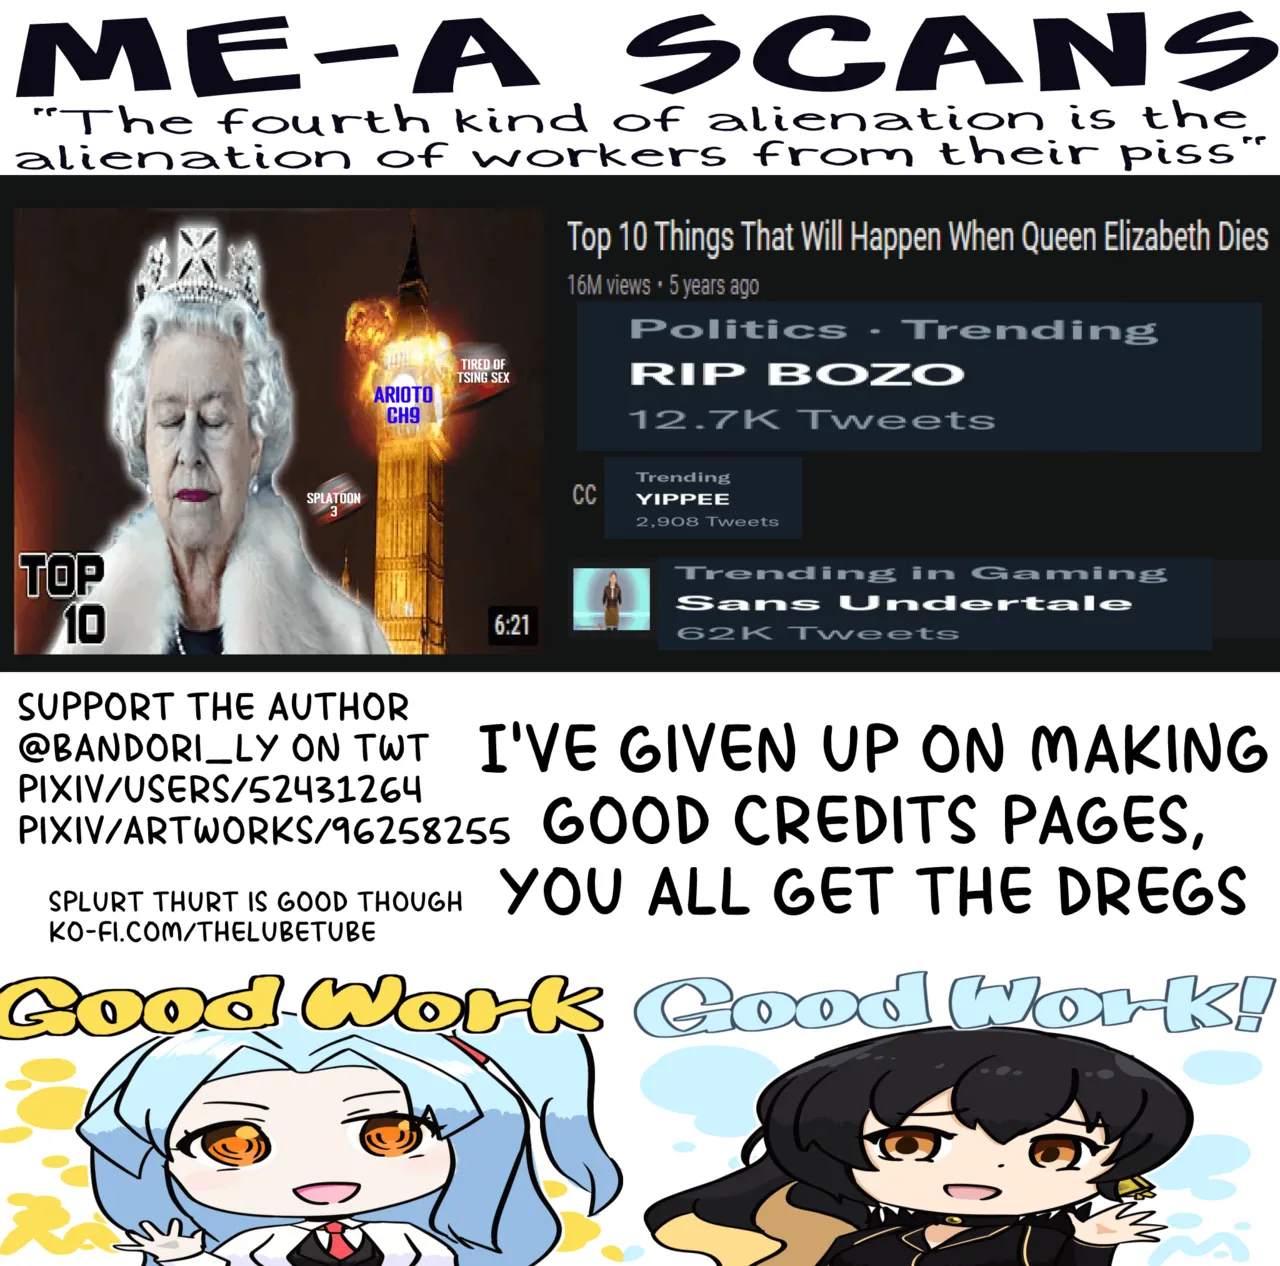 ME-A SCANS
"The fourth kind of alienation is the
alienation of workers from their piss"
Top 10 Things That Will Happen When Queen Elizabeth Dies
16M views • 5 years ago
Politics · Trending
RIP BOZO
12.7K Tweets
CC
Trending
YIPPEE
2,908 Tweets
Trending in Gaming
Sans Undertale
62K Tweets
TIRED OF
TSING SEX
ARIOTO
CH9
SPLATOON
3
TOP
10
6:21
SUPPORT THE AUTHOR
@BANDORI_LY ON TWT
PIXIV/USERS/52431264
PIXIV/ARTWORKS/96258255
I'VE GIVEN UP ON MAKING
GOOD CREDITS PAGES,
YOU ALL GET THE DREGS
SPLURT THURT IS GOOD THOUGH
KO-FI.COM/THELUBETUBE
Good Work
Good Work!